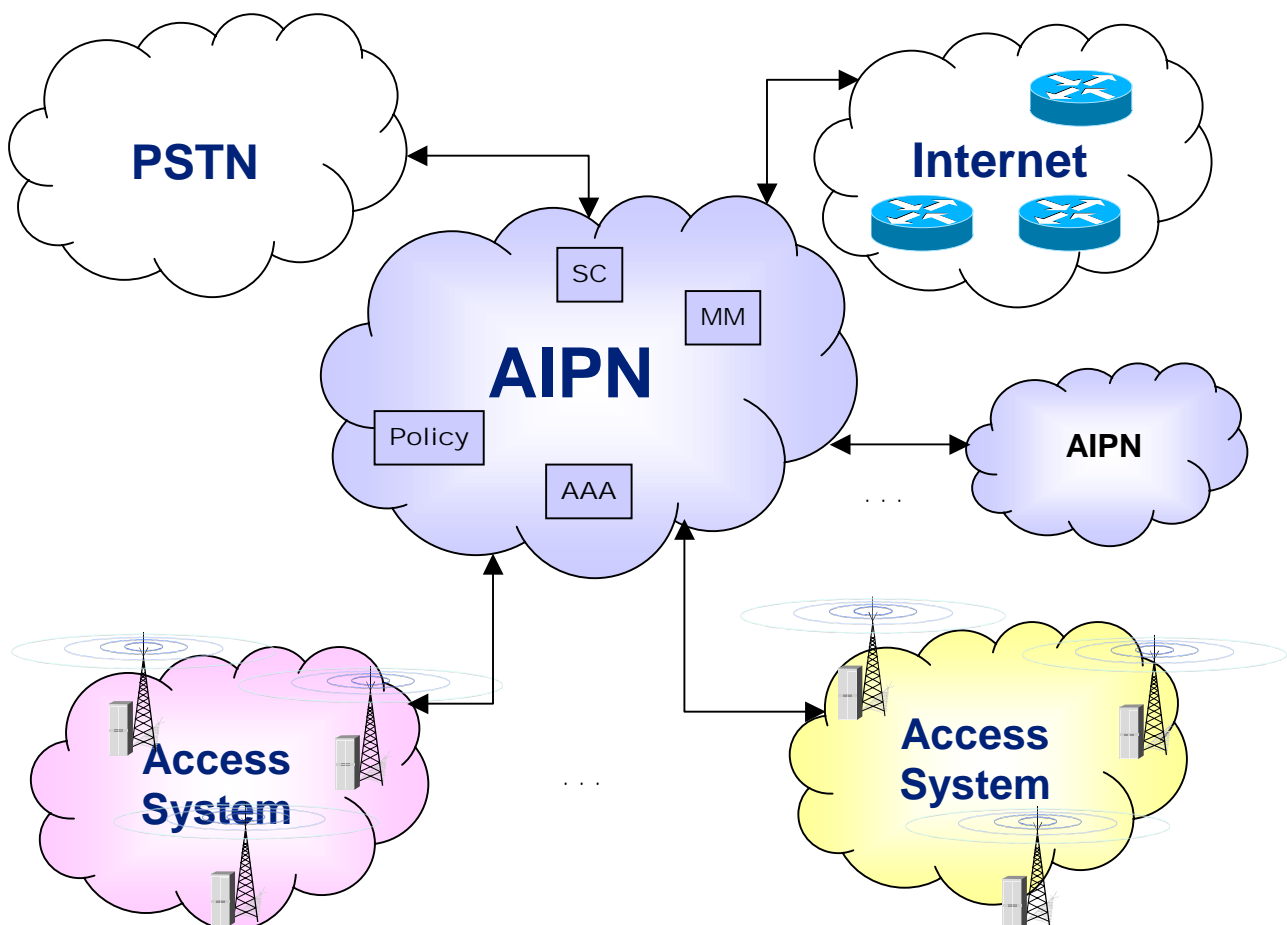 PSTN
Internet
SC
MM
AIPN
Policy
AAA
AIPN
. . .
Access
System
. . .
Access
System